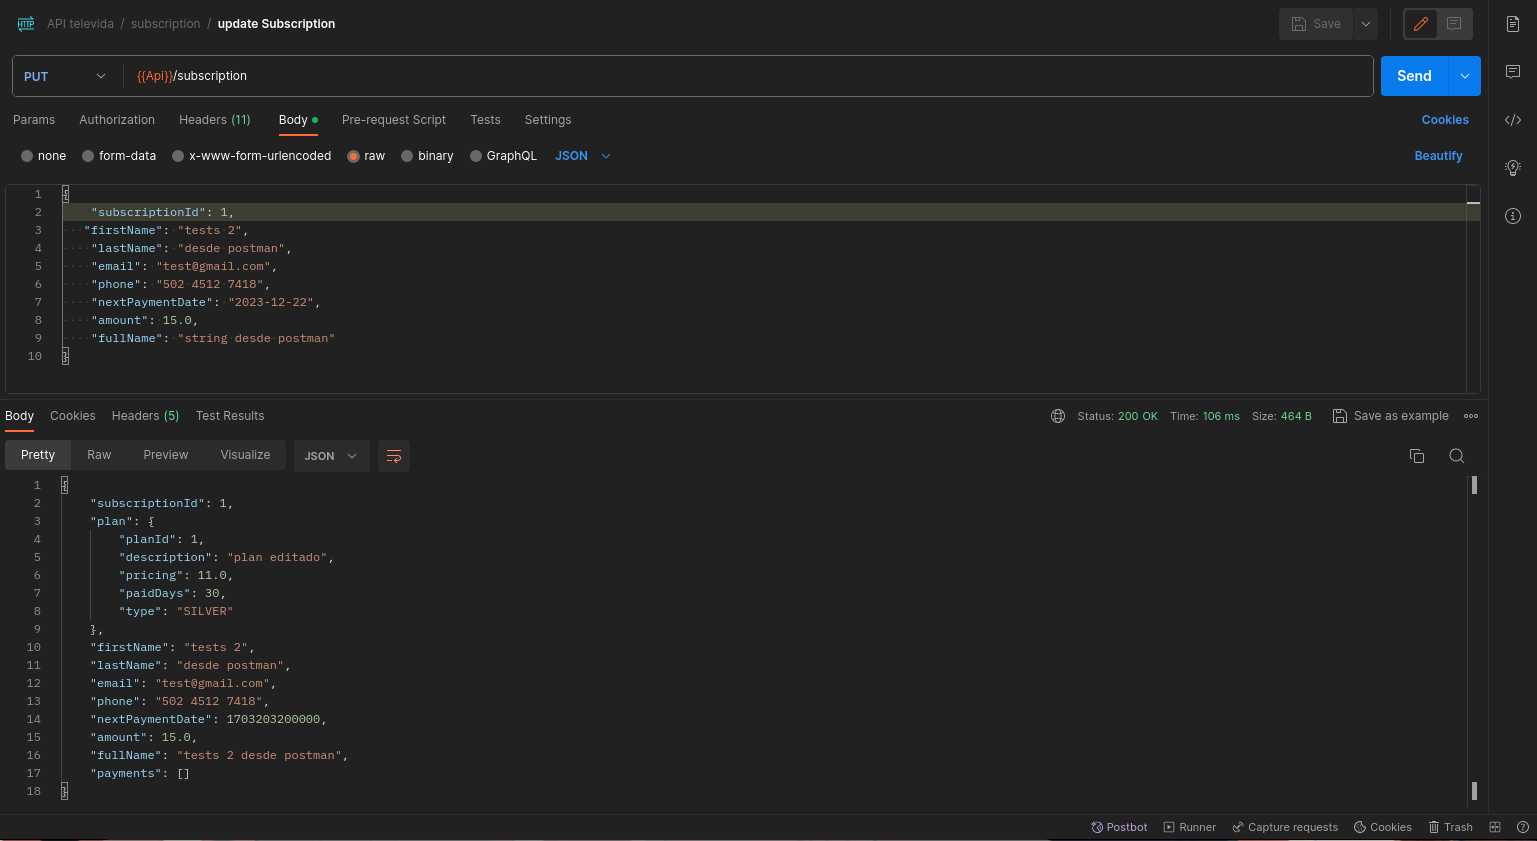 HTTP API televida / subscription / update Subscription Save
PUT {{Api}}/subscription Send
Params Authorization Headers (11) Body Pre-request Script Tests Settings Cookies
none form-data x-www-form-urlencoded raw binary GraphQL JSON Beautify
1 {
2 "subscriptionId": 1,
3 "firstName": "tests 2",
4 "lastName": "desde postman",
5 "email": "test@gmail.com",
6 "phone": "502 4512 7418",
7 "nextPaymentDate": "2023-12-22",
8 "amount": 15.0,
9 "fullName": "string desde postman"
10 }
Body Cookies Headers (5) Test Results Status: 200 OK Time: 106 ms Size: 464 B Save as example
Pretty Raw Preview Visualize JSON
1 {
2 "subscriptionId": 1,
3 "plan": {
4 "planId": 1,
5 "description": "plan editado",
6 "pricing": 11.0,
7 "paidDays": 30,
8 "type": "SILVER"
9 },
10 "firstName": "tests 2",
11 "lastName": "desde postman",
12 "email": "test@gmail.com",
13 "phone": "502 4512 7418",
14 "nextPaymentDate": 1703203200000,
15 "amount": 15.0,
16 "fullName": "tests 2 desde postman",
17 "payments": []
18 }
Postbot Runner Capture requests Cookies Trash